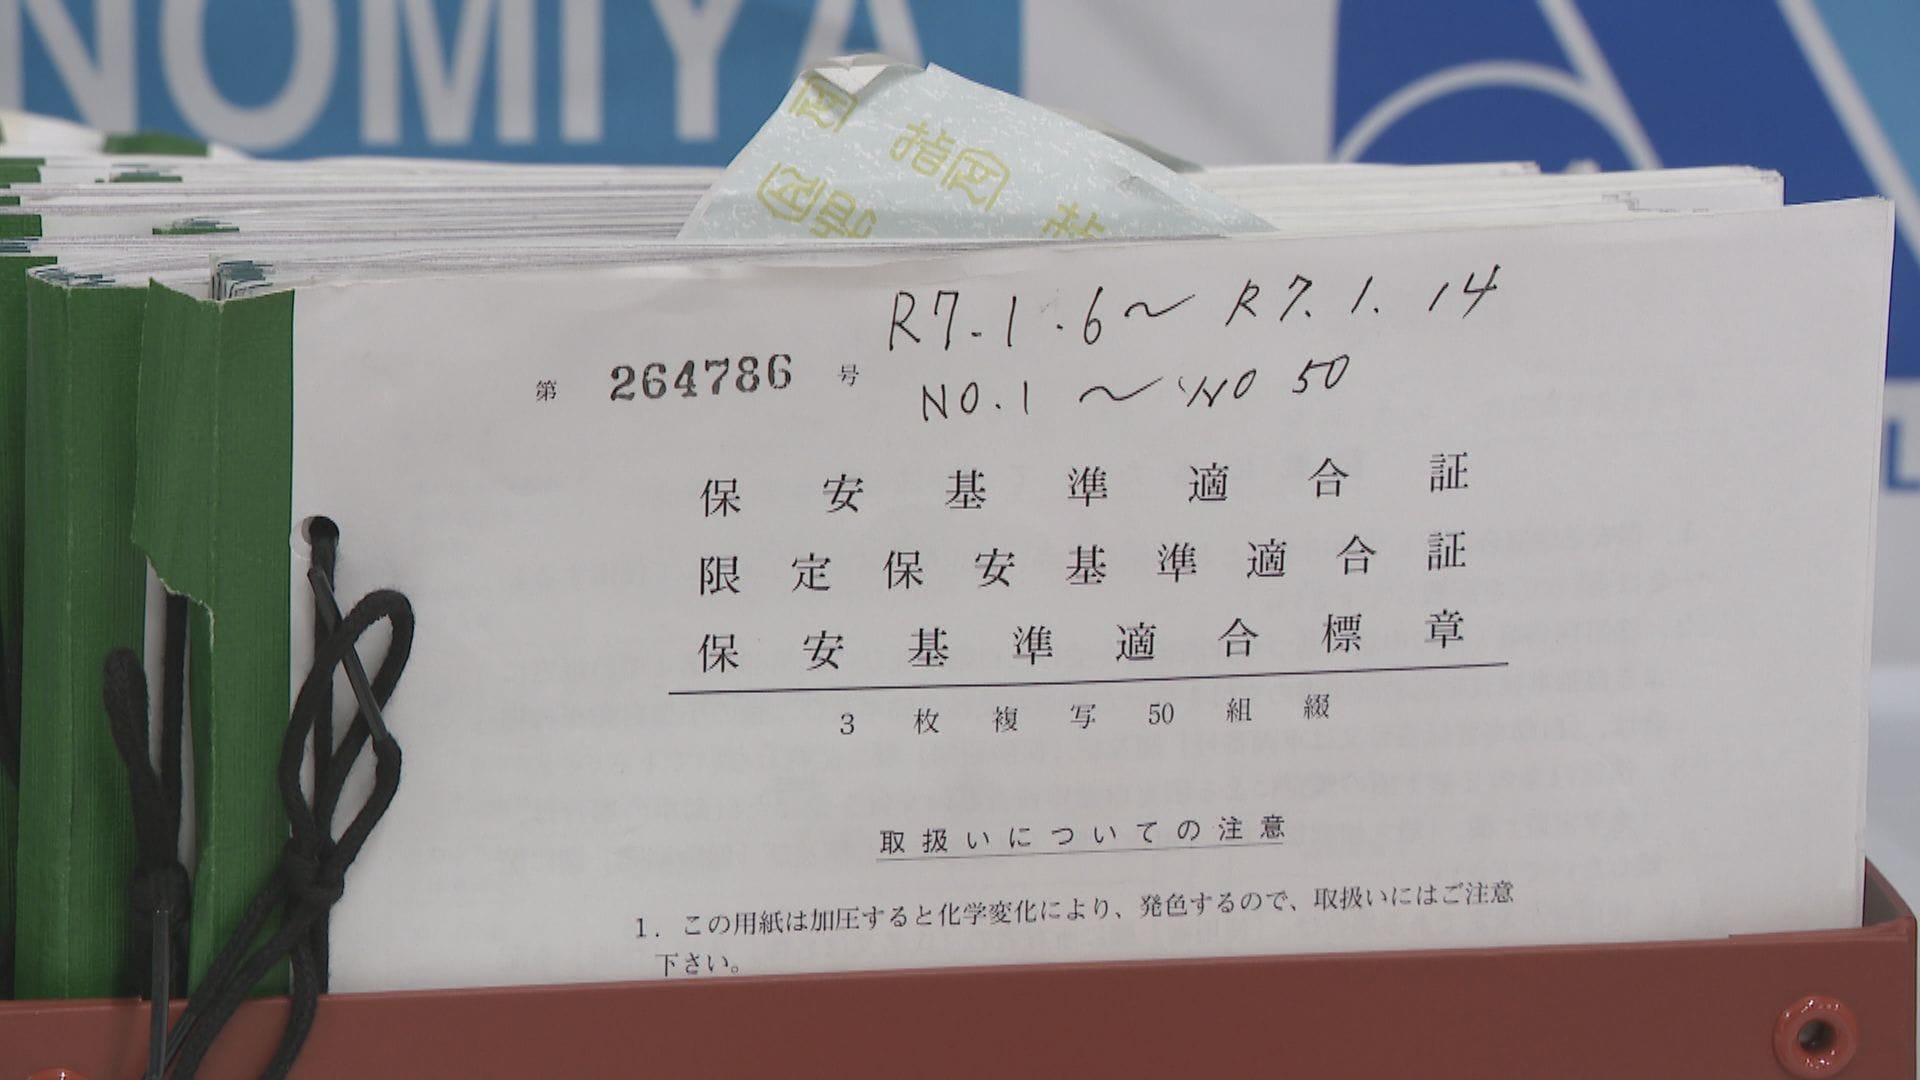 NOMIYA
指定
R7.1.6〜R7.1.14
第 264786 号
NO.1 〜 NO 50
保安基準適合証
限定保安基準適合証
保安基準適合標章
3枚複写50組綴
取扱いについての注意
1. この用紙は加圧すると化学変化により、発色するので、取扱いにはご注意
下さい。